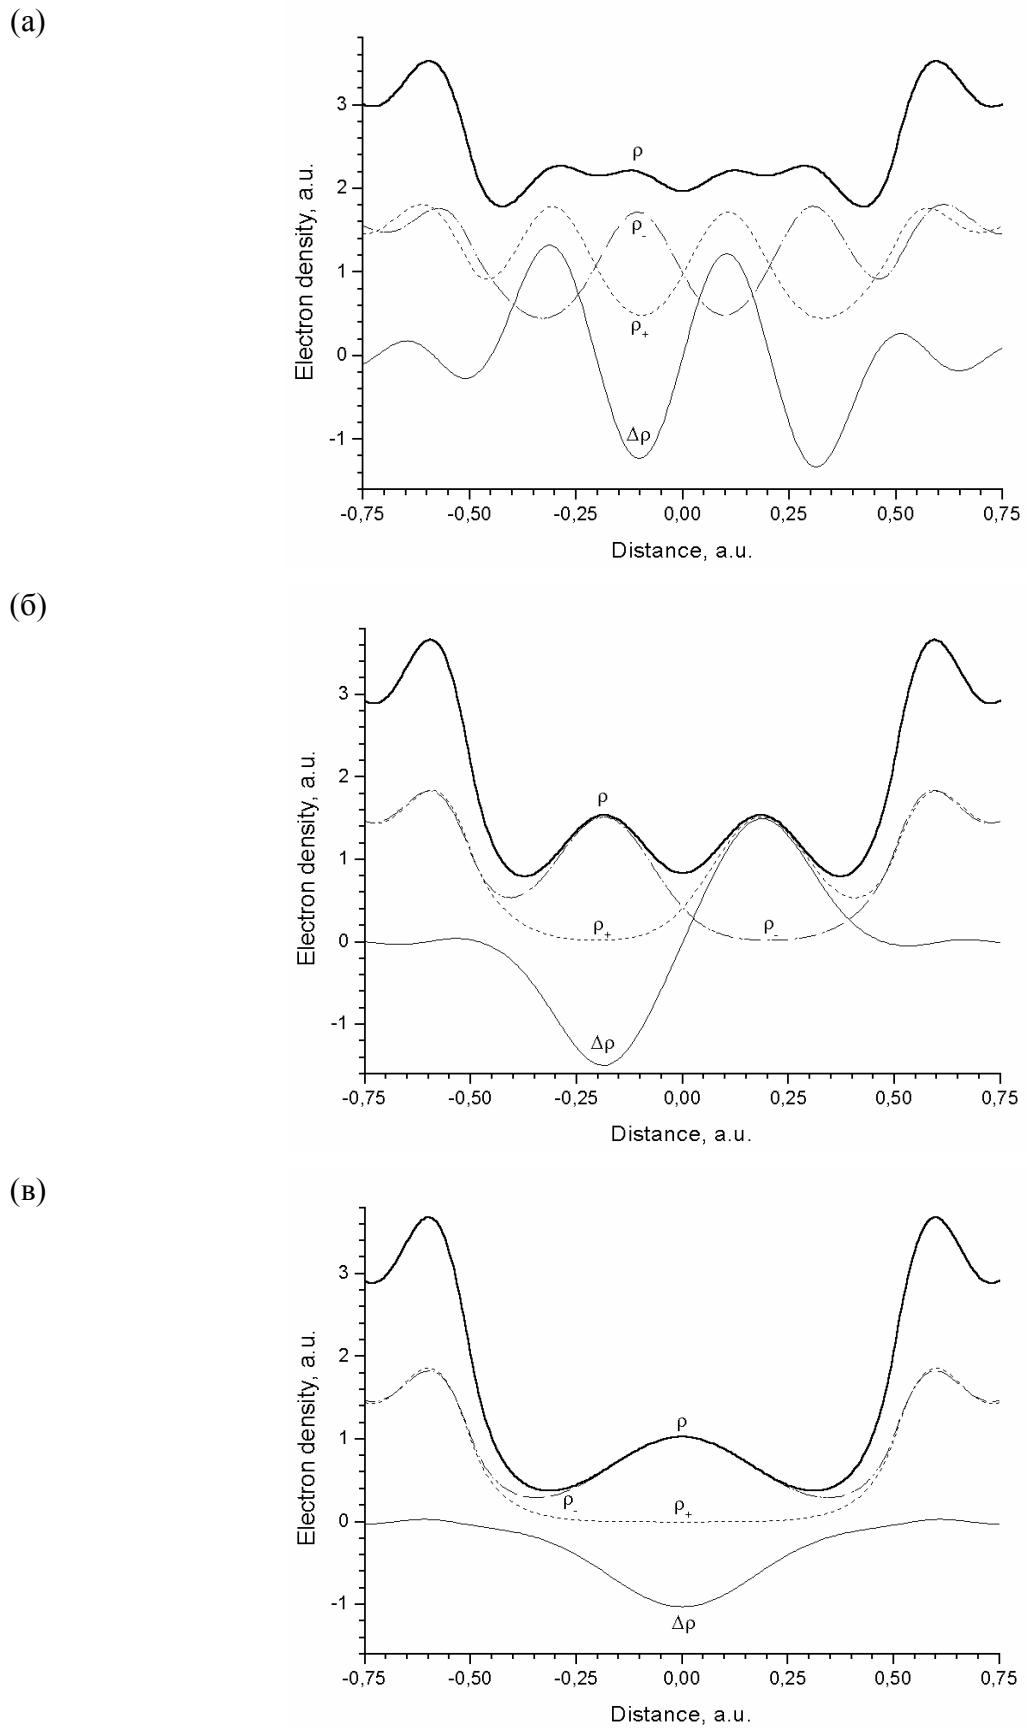 (а)
Electron density, a.u.
3
2
1
0
-1
ρ
ρ-
ρ+
Δρ
-0,75 -0,50 -0,25 0,00 0,25 0,50 0,75
Distance, a.u.
(б)
Electron density, a.u.
3
2
1
0
-1
ρ
ρ+ ρ-
Δρ
-0,75 -0,50 -0,25 0,00 0,25 0,50 0,75
Distance, a.u.
(в)
Electron density, a.u.
3
2
1
0
-1
ρ
ρ- ρ+
Δρ
-0,75 -0,50 -0,25 0,00 0,25 0,50 0,75
Distance, a.u.